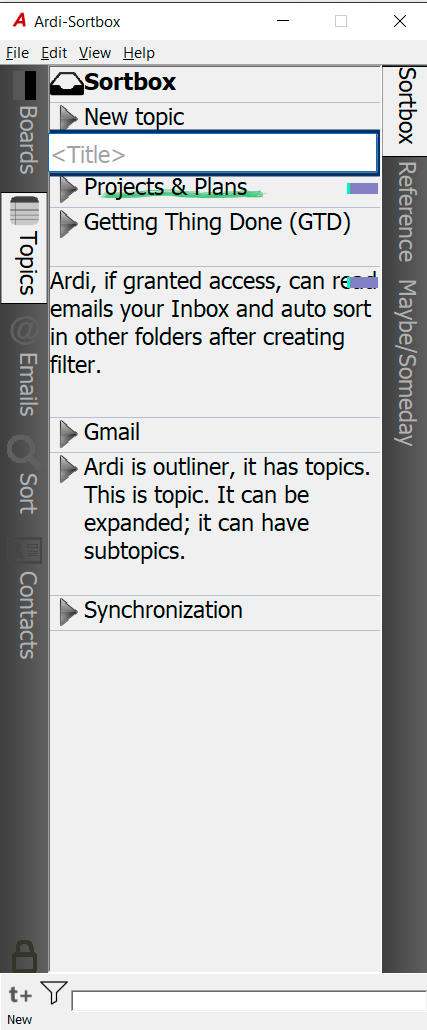 Ardi-Sortbox
File Edit View Help
Boards
Topics
@ Emails
Sort
Contacts
Sortbox
New topic
<Title>
Projects & Plans
Getting Thing Done (GTD)
Ardi, if granted access, can read
emails your Inbox and auto sort
in other folders after creating
filter.
Gmail
Ardi is outliner, it has topics.
This is topic. It can be
expanded; it can have
subtopics.
Synchronization
Sortbox
Reference
Maybe/Someday
t+
New